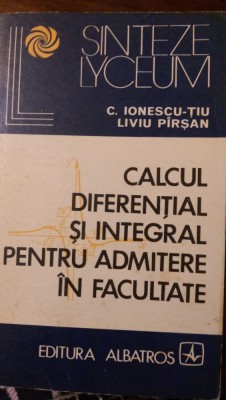 SINTEZE
LYCEUM
C. IONESCU-ŢIU
LIVIU PÎRŞAN
CALCUL
DIFERENŢIAL
ŞI INTEGRAL
PENTRU ADMITERE
ÎN FACULTATE
EDITURA ALBATROS